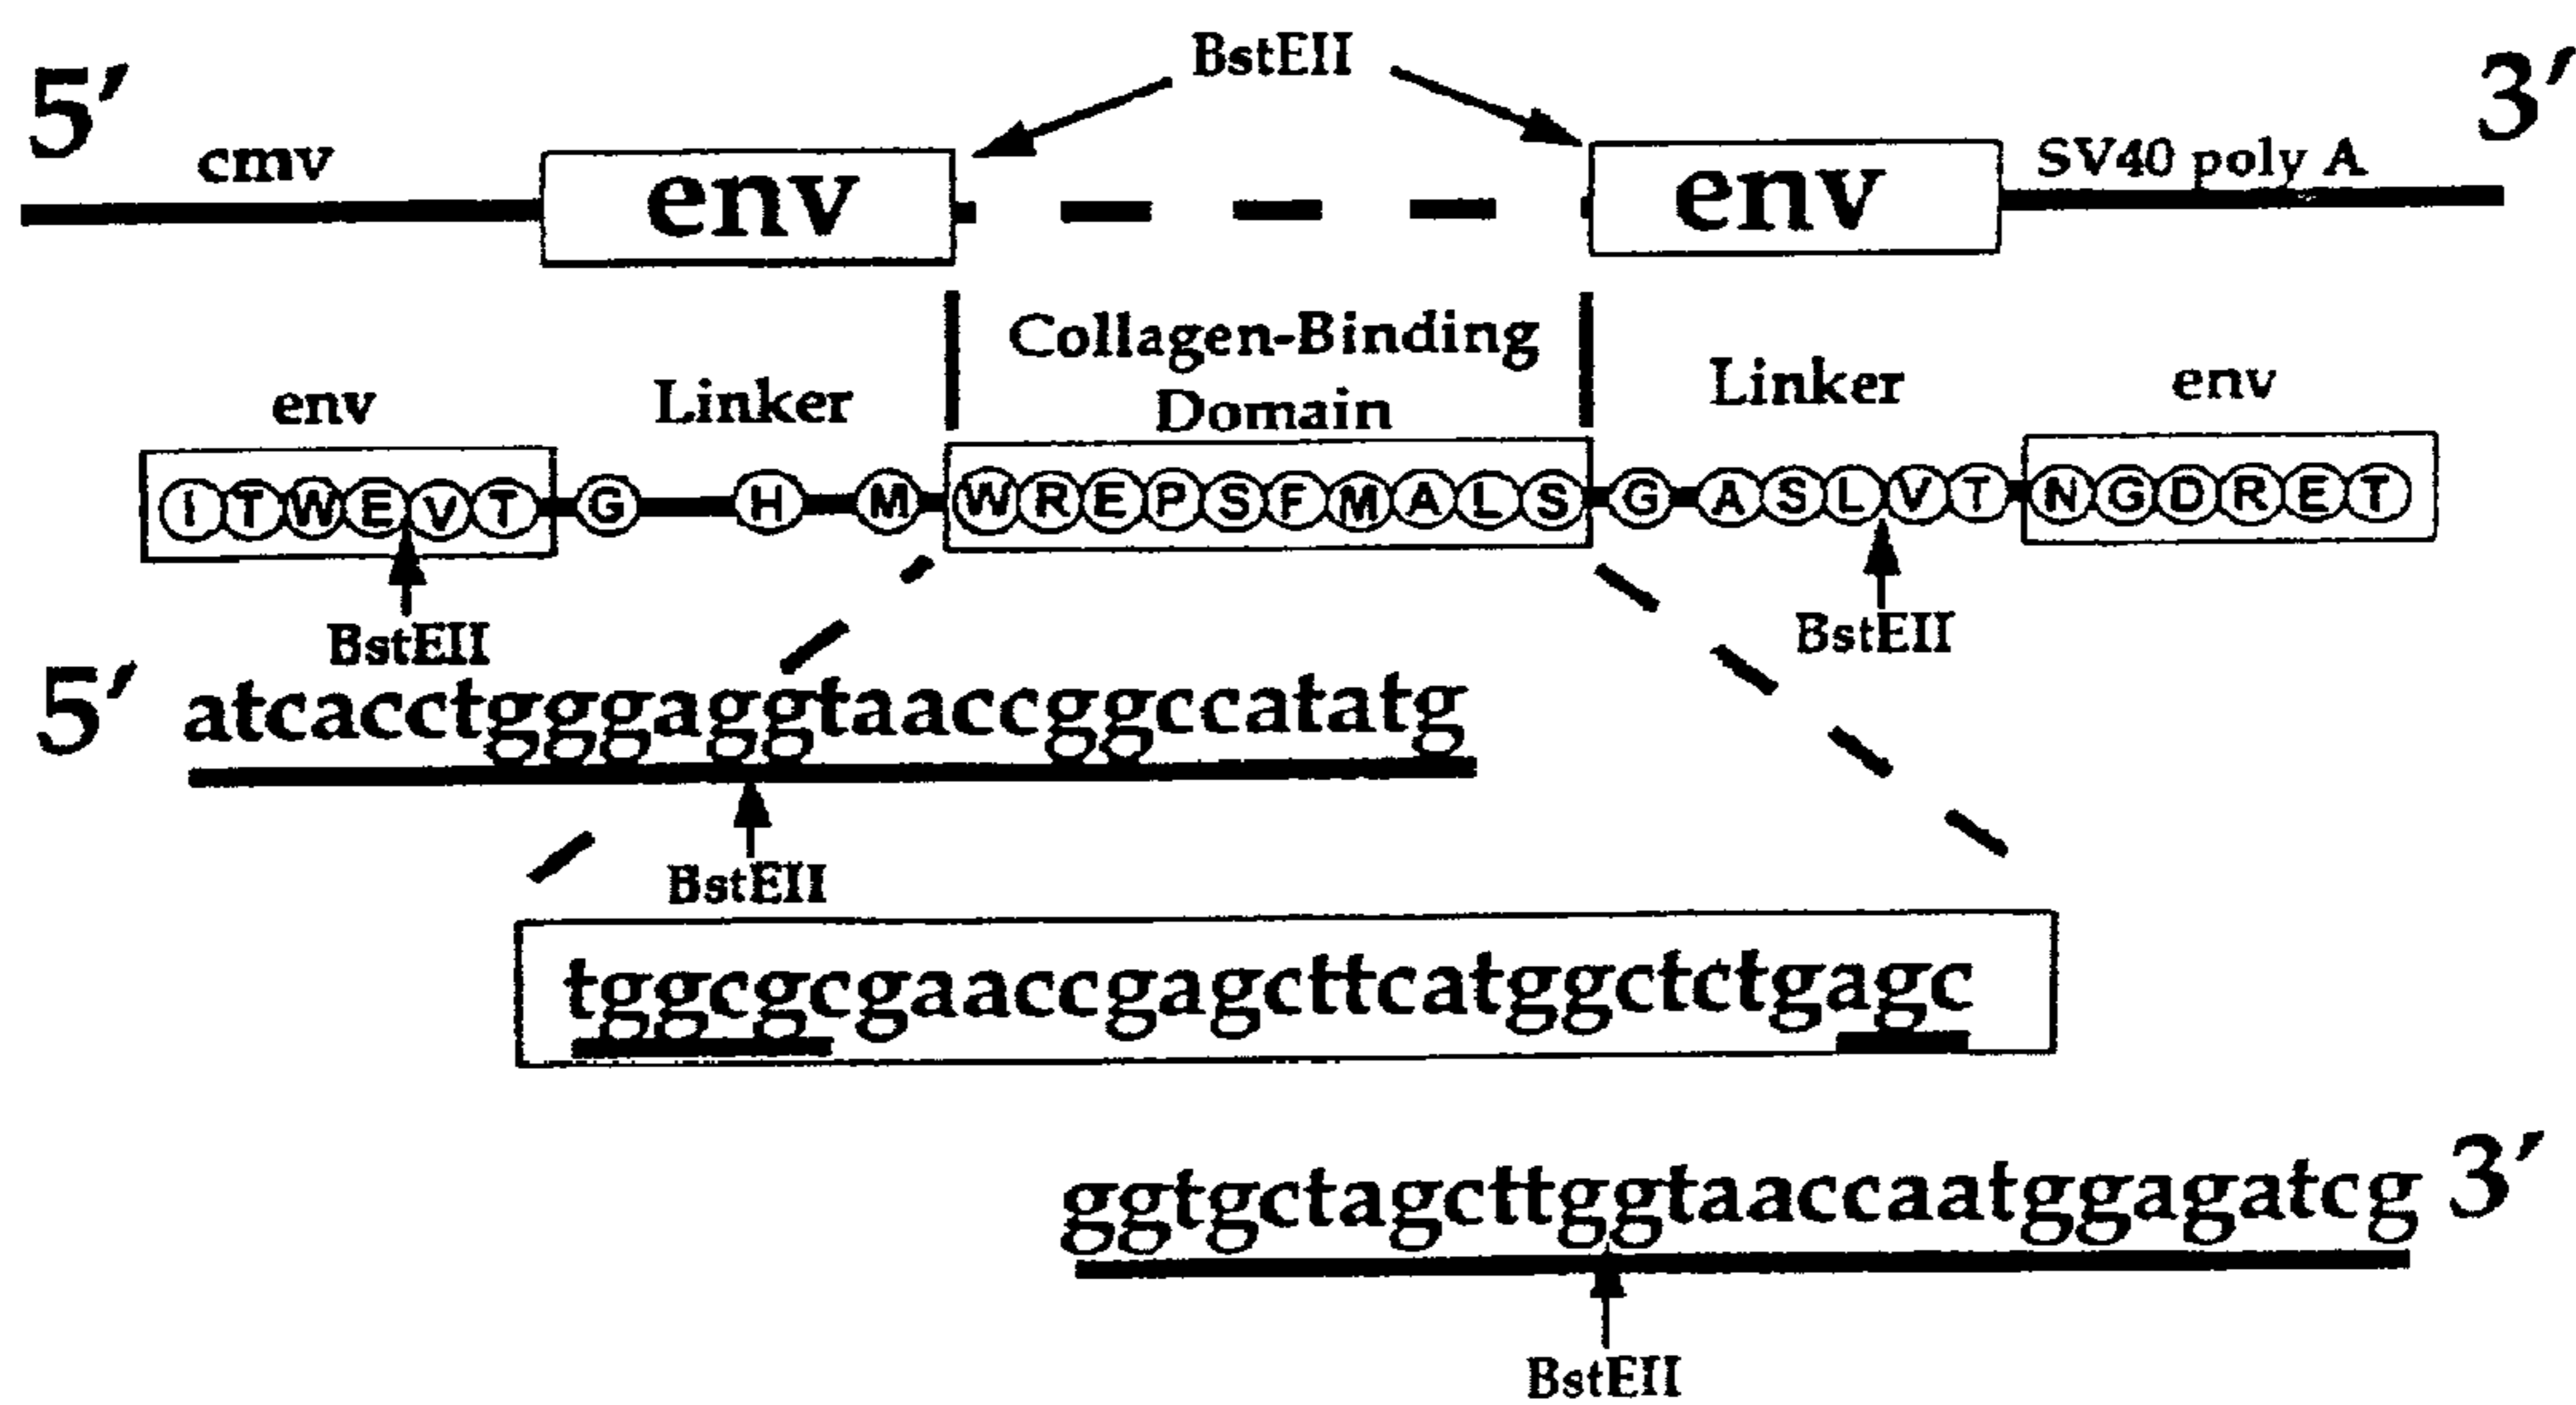 BstEII
5′ 3′
cmv env env SV40 poly A
Collagen-Binding
Domain
env Linker Linker env
I T W E V T G H M W R E P S F M A L S G A S L V T N G D R E T
BstEII BstEII
5′ atcacctgggaggtaaccggccatatg
BstEII
tggcgcgaaccgagcttcatggctctgagc
ggtgctagcttggtaaccaatggagatcg 3′
BstEII